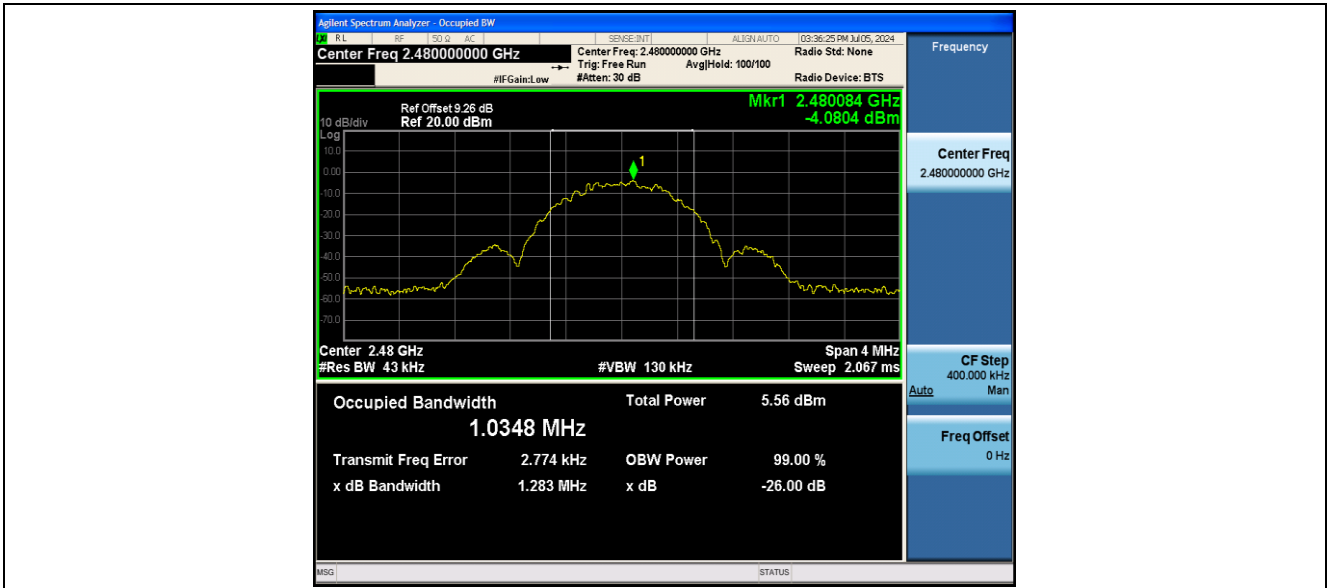 Agilent Spectrum Analyzer - Occupied BW
LXI RL RF 50 Ω AC SENSE:INT ALIGN AUTO 03:36:25 PM Jul 05, 2024
Center Freq 2.480000000 GHz
Center Freq: 2.480000000 GHz Radio Std: None
Trig: Free Run Avg|Hold: 100/100
#IFGain:Low #Atten: 30 dB Radio Device: BTS
Frequency
Mkr1 2.480084 GHz
-4.0804 dBm
Ref Offset 9.26 dB
10 dB/div Ref 20.00 dBm
Log
10.0
0.00
-10.0
-20.0
-30.0
-40.0
-50.0
-60.0
-70.0
1
Center 2.48 GHz Span 4 MHz
#Res BW 43 kHz #VBW 130 kHz Sweep 2.067 ms
Occupied Bandwidth Total Power 5.56 dBm
1.0348 MHz
Transmit Freq Error 2.774 kHz OBW Power 99.00 %
x dB Bandwidth 1.283 MHz x dB -26.00 dB
Center Freq
2.480000000 GHz
CF Step
400.000 kHz
Auto Man
Freq Offset
0 Hz
MSG STATUS